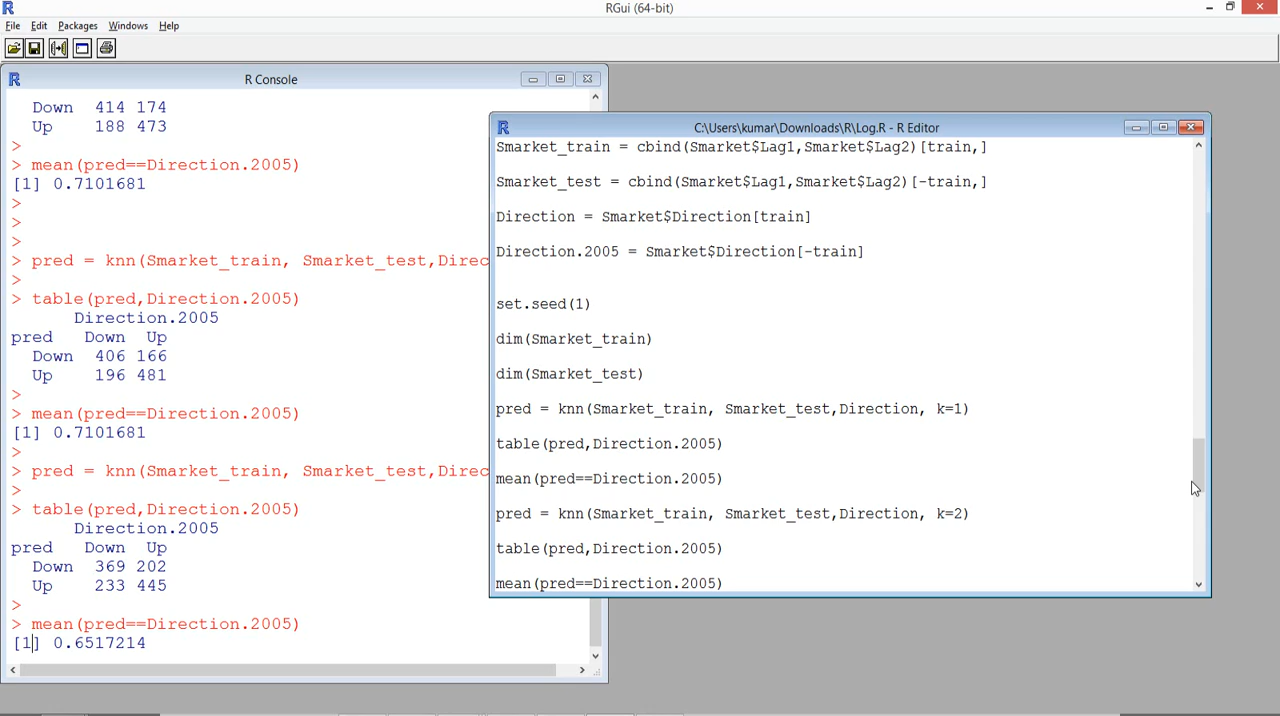 RGui (64-bit)
File Edit Packages Windows Help
R Console
Down 414 174
Up 188 473
>
> mean(pred==Direction.2005)
[1] 0.7101681
>
>
>
> pred = knn(Smarket_train, Smarket_test,Direc
>
> table(pred,Direction.2005)
Direction.2005
pred Down Up
Down 406 166
Up 196 481
>
> mean(pred==Direction.2005)
[1] 0.7101681
>
> pred = knn(Smarket_train, Smarket_test,Direc
>
> table(pred,Direction.2005)
Direction.2005
pred Down Up
Down 369 202
Up 233 445
>
> mean(pred==Direction.2005)
[1] 0.6517214
C:\Users\kumar\Downloads\R\Log.R - R Editor
Smarket_train = cbind(Smarket$Lag1,Smarket$Lag2)[train,]
Smarket_test = cbind(Smarket$Lag1,Smarket$Lag2)[-train,]
Direction = Smarket$Direction[train]
Direction.2005 = Smarket$Direction[-train]
set.seed(1)
dim(Smarket_train)
dim(Smarket_test)
pred = knn(Smarket_train, Smarket_test,Direction, k=1)
table(pred,Direction.2005)
mean(pred==Direction.2005)
pred = knn(Smarket_train, Smarket_test,Direction, k=2)
table(pred,Direction.2005)
mean(pred==Direction.2005)